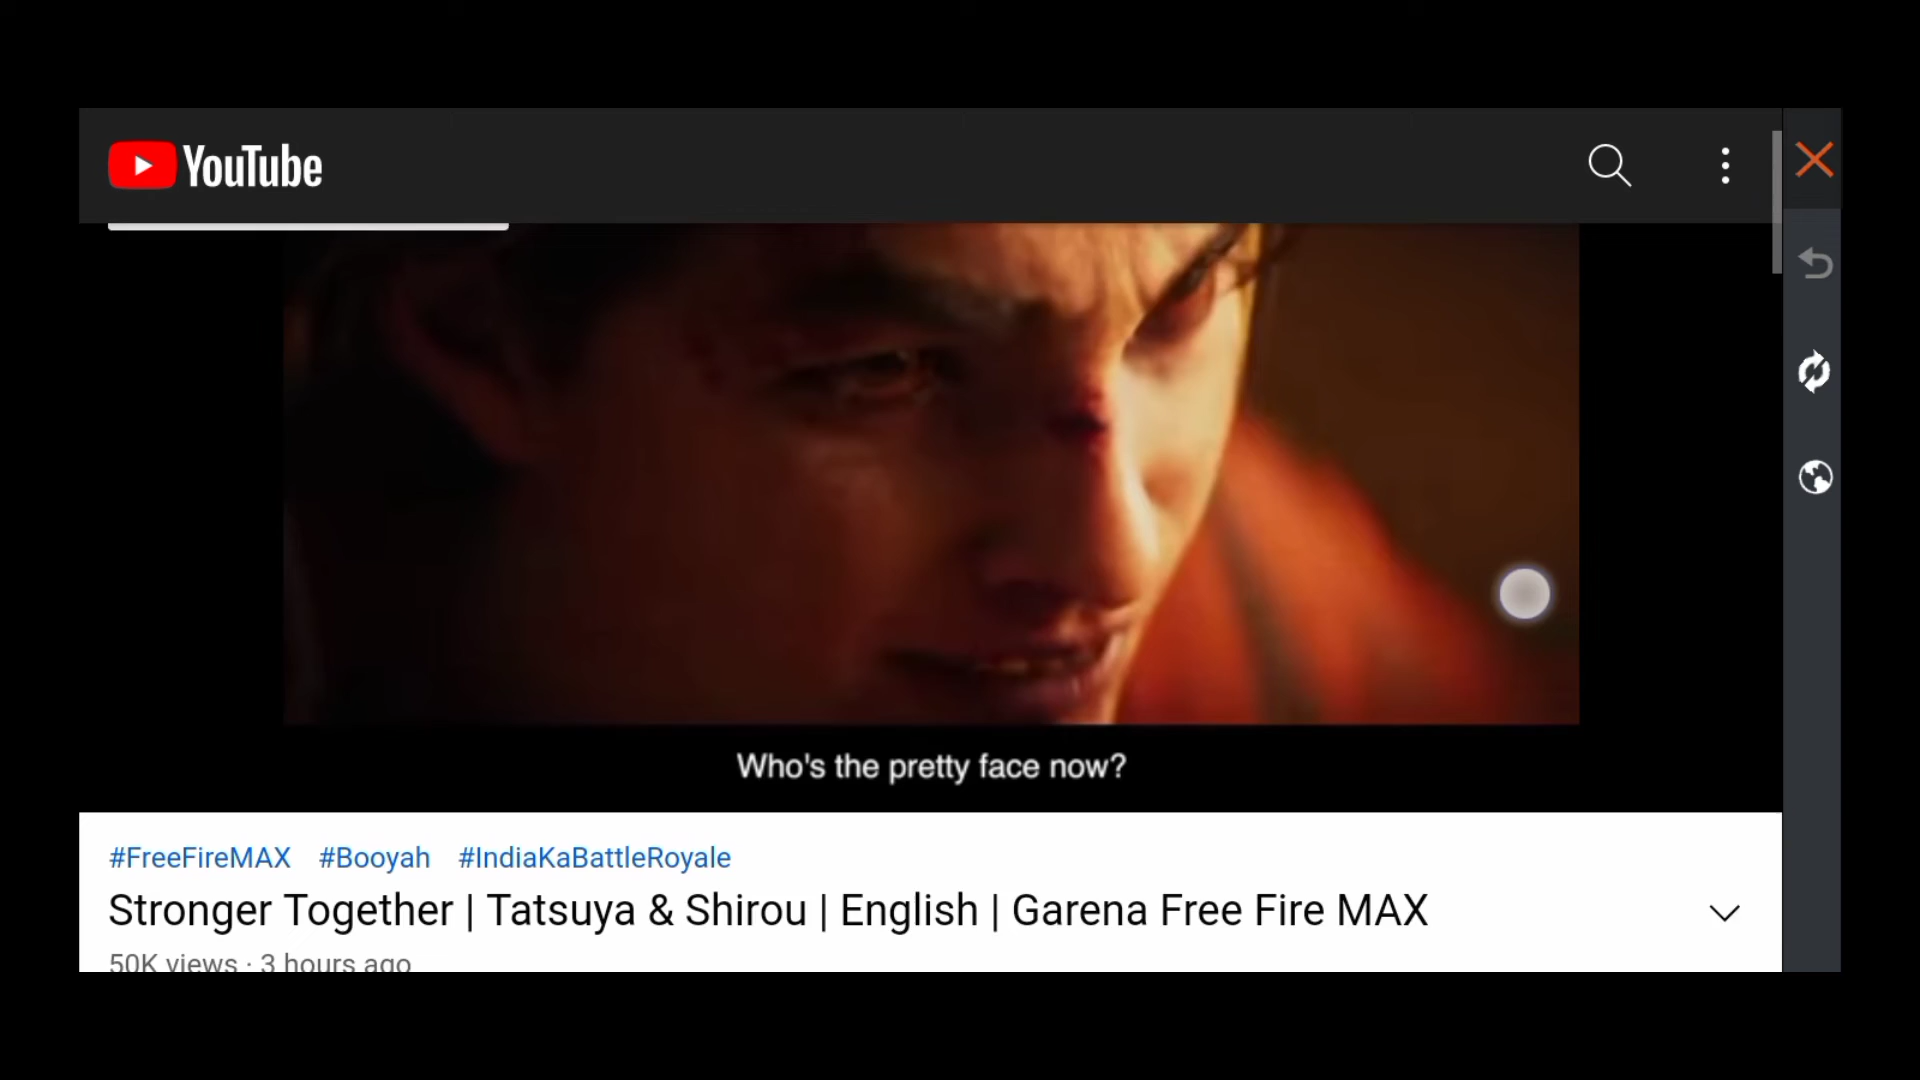 YouTube
Who's the pretty face now?
#FreeFireMAX #Booyah #IndiaKaBattleRoyale
Stronger Together | Tatsuya & Shirou | English | Garena Free Fire MAX
50K views · 3 hours ago